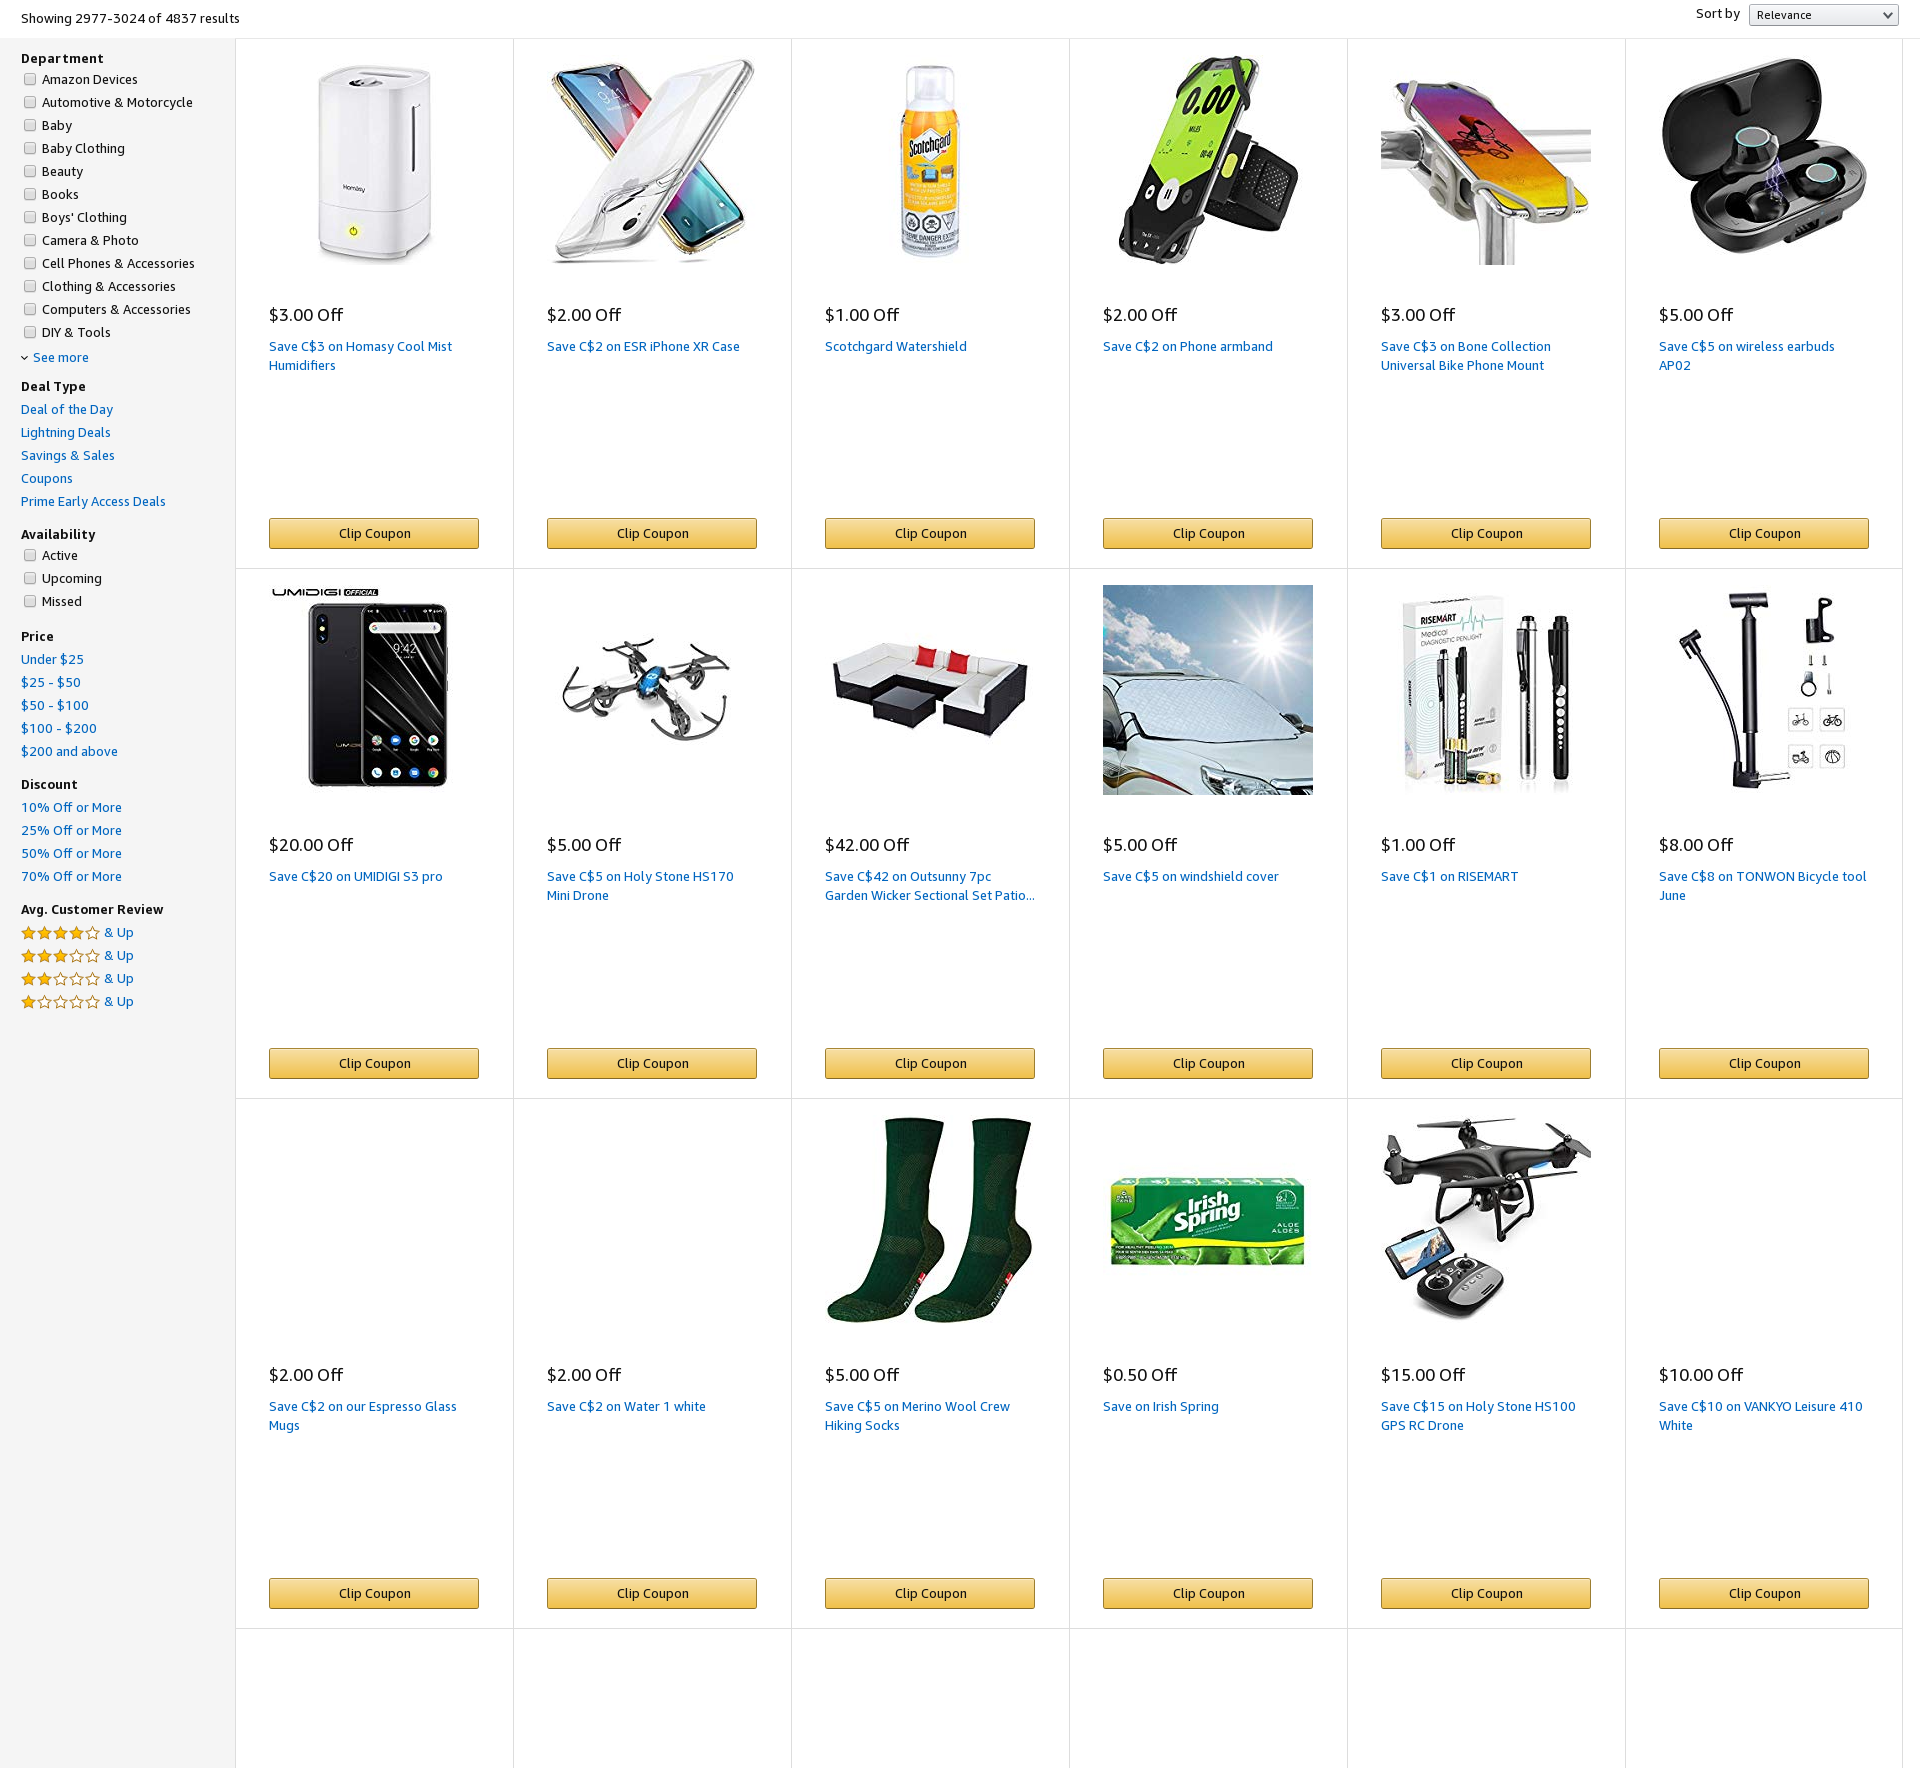 Showing 2977-3024 of 4837 results
Sort by
Relevance
Department
Amazon Devices
Automotive & Motorcycle
Baby
Baby Clothing
Beauty
Books
Boys' Clothing
Camera & Photo
Cell Phones & Accessories
Clothing & Accessories
Computers & Accessories
DIY & Tools
See more
Deal Type
Deal of the Day
Lightning Deals
Savings & Sales
Coupons
Prime Early Access Deals
Availability
Active
Upcoming
Missed
Price
Under $25
$25 - $50
$50 - $100
$100 - $200
$200 and above
Discount
10% Off or More
25% Off or More
50% Off or More
70% Off or More
Avg. Customer Review
& Up
& Up
& Up
& Up
Homasy
$3.00 Off
Save C$3 on Homasy Cool Mist
Humidifiers
Clip Coupon
$2.00 Off
Save C$2 on ESR iPhone XR Case
Clip Coupon
Scotchgard
$1.00 Off
Scotchgard Watershield
Clip Coupon
0.00
MILES
$2.00 Off
Save C$2 on Phone armband
Clip Coupon
$3.00 Off
Save C$3 on Bone Collection
Universal Bike Phone Mount
Clip Coupon
$5.00 Off
Save C$5 on wireless earbuds
AP02
Clip Coupon
UMIDIGI OFFICIAL
9:42
$20.00 Off
Save C$20 on UMIDIGI S3 pro
Clip Coupon
$5.00 Off
Save C$5 on Holy Stone HS170
Mini Drone
Clip Coupon
$42.00 Off
Save C$42 on Outsunny 7pc
Garden Wicker Sectional Set Patio...
Clip Coupon
$5.00 Off
Save C$5 on windshield cover
Clip Coupon
RISEMART
Medical
DIAGNOSTIC PENLIGHT
$1.00 Off
Save C$1 on RISEMART
Clip Coupon
$8.00 Off
Save C$8 on TONWON Bicycle tool
June
Clip Coupon
$2.00 Off
Save C$2 on our Espresso Glass
Mugs
Clip Coupon
$2.00 Off
Save C$2 on Water 1 white
Clip Coupon
$5.00 Off
Save C$5 on Merino Wool Crew
Hiking Socks
Clip Coupon
Irish
Spring
ALOE
ALOÈS
$0.50 Off
Save on Irish Spring
Clip Coupon
$15.00 Off
Save C$15 on Holy Stone HS100
GPS RC Drone
Clip Coupon
$10.00 Off
Save C$10 on VANKYO Leisure 410
White
Clip Coupon